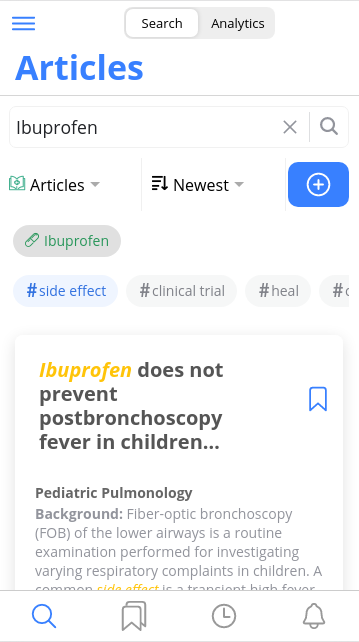 Search Analytics
Articles
Ibuprofen
Articles Newest
Ibuprofen
#side effect #clinical trial #heal #
Ibuprofen does not
prevent
postbronchoscopy
fever in children...
Pediatric Pulmonology
Background: Fiber-optic bronchoscopy
(FOB) of the lower airways is a routine
examination performed for investigating
varying respiratory complaints in children. A
common side effect is a transient high fever